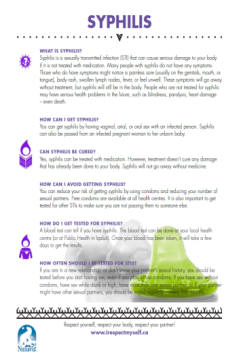 SYPHILIS
WHAT IS SYPHILIS?
Syphilis is a sexually transmitted infection (STI) that can cause serious damage to your body
if it is not treated with medication. Many people with syphilis do not have any symptoms.
Those who do have symptoms might notice a painless sore (usually on the genitals, mouth, or
tongue), body rash, swollen lymph nodes, fever, or feel unwell. These symptoms will go away
without treatment, but syphilis will still be in the body. People who are not treated for syphilis
may have serious health problems in the future, such as blindness, paralysis, heart damage
– even death.
HOW CAN I GET SYPHILIS?
You can get syphilis by having vaginal, anal, or oral sex with an infected person. Syphilis
can also be passed from an infected pregnant woman to her unborn baby.
CAN SYPHILIS BE CURED?
Yes, syphilis can be treated with medication. However, treatment doesn't cure any damage
that has already been done to your body. Syphilis will not go away without medicine.
HOW CAN I AVOID GETTING SYPHILIS?
You can reduce your risk of getting syphilis by using condoms and reducing your number of
sexual partners. Free condoms are available at all health centres. It is also important to get
tested for other STIs to make sure you are not passing them to someone else.
HOW DO I GET TESTED FOR SYPHILIS?
A blood test can tell if you have syphilis. The blood test can be done at your local health
centre (or at Public Health in Iqaluit). Once your blood has been taken, it will take a few
days to get the results.
HOW OFTEN SHOULD I BE TESTED FOR STIs?
If you are in a new relationship, or don't know your partner's sexual history, you should be
tested before you start having sex, even if you use condoms. If you have sex without
condoms, have sex while drunk or high, have more than one sexual partner, or if your partner
might have other sexual partners, you should be tested
Respect yourself, respect your body, respect your partner!
www.irespectmyself.ca
Nunavut